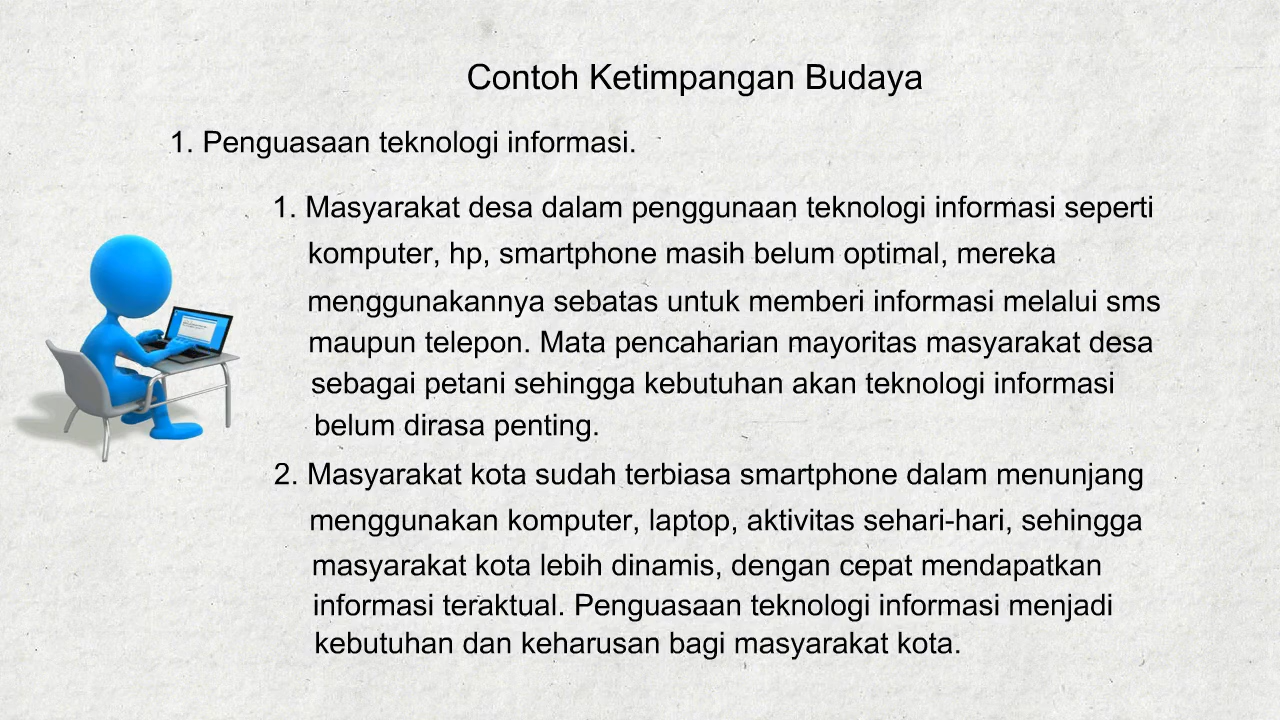 Contoh Ketimpangan Budaya
1. Penguasaan teknologi informasi.
1. Masyarakat desa dalam penggunaan teknologi informasi seperti
komputer, hp, smartphone masih belum optimal, mereka
menggunakannya sebatas untuk memberi informasi melalui sms
maupun telepon. Mata pencaharian mayoritas masyarakat desa
sebagai petani sehingga kebutuhan akan teknologi informasi
belum dirasa penting.
2. Masyarakat kota sudah terbiasa smartphone dalam menunjang
menggunakan komputer, laptop, aktivitas sehari-hari, sehingga
masyarakat kota lebih dinamis, dengan cepat mendapatkan
informasi teraktual. Penguasaan teknologi informasi menjadi
kebutuhan dan keharusan bagi masyarakat kota.